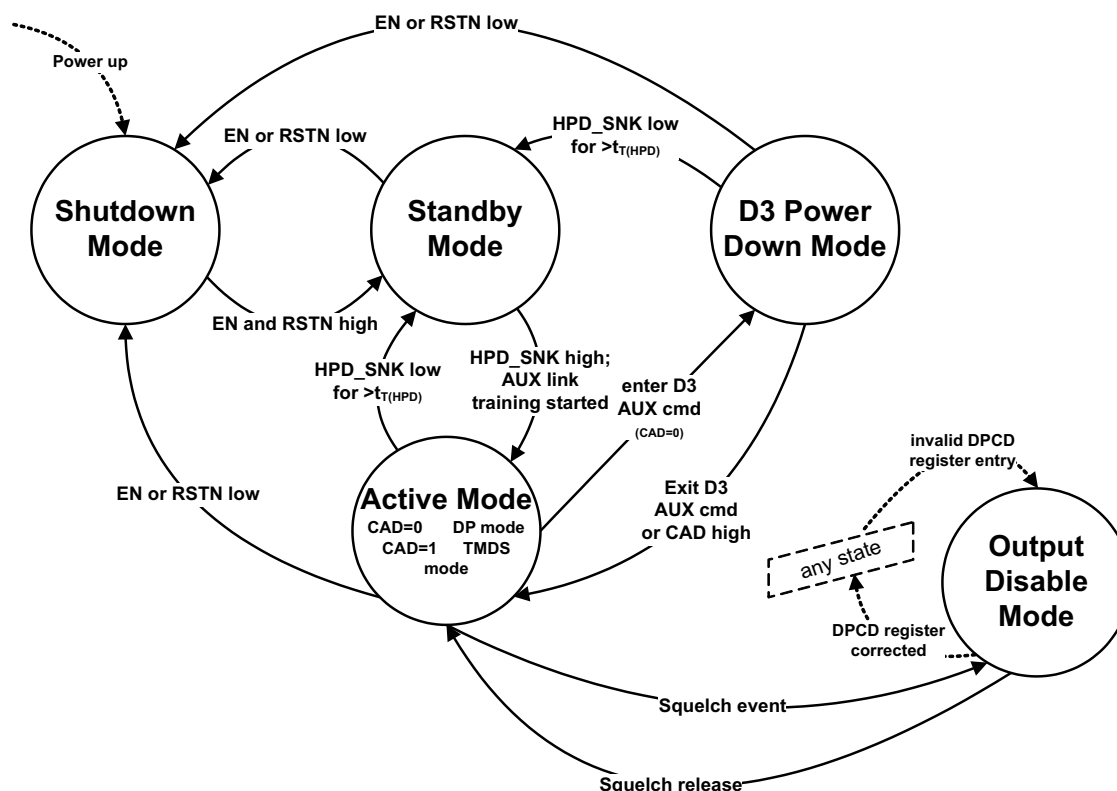 EN or RSTN low
Power up
EN or RSTN low
HPD_SNK low
for >tT(HPD)
Shutdown
Mode
Standby
Mode
D3 Power
Down Mode
EN and RSTN high
HPD_SNK low
for >tT(HPD)
HPD_SNK high;
AUX link
training started
enter D3
AUX cmd
(CAD=0)
invalid DPCD
register entry
EN or RSTN low
Active Mode
CAD=0 DP mode
CAD=1 TMDS
mode
Exit D3
AUX cmd
or CAD high
any state
Output
Disable
Mode
DPCD register
corrected
Squelch event
Squelch release